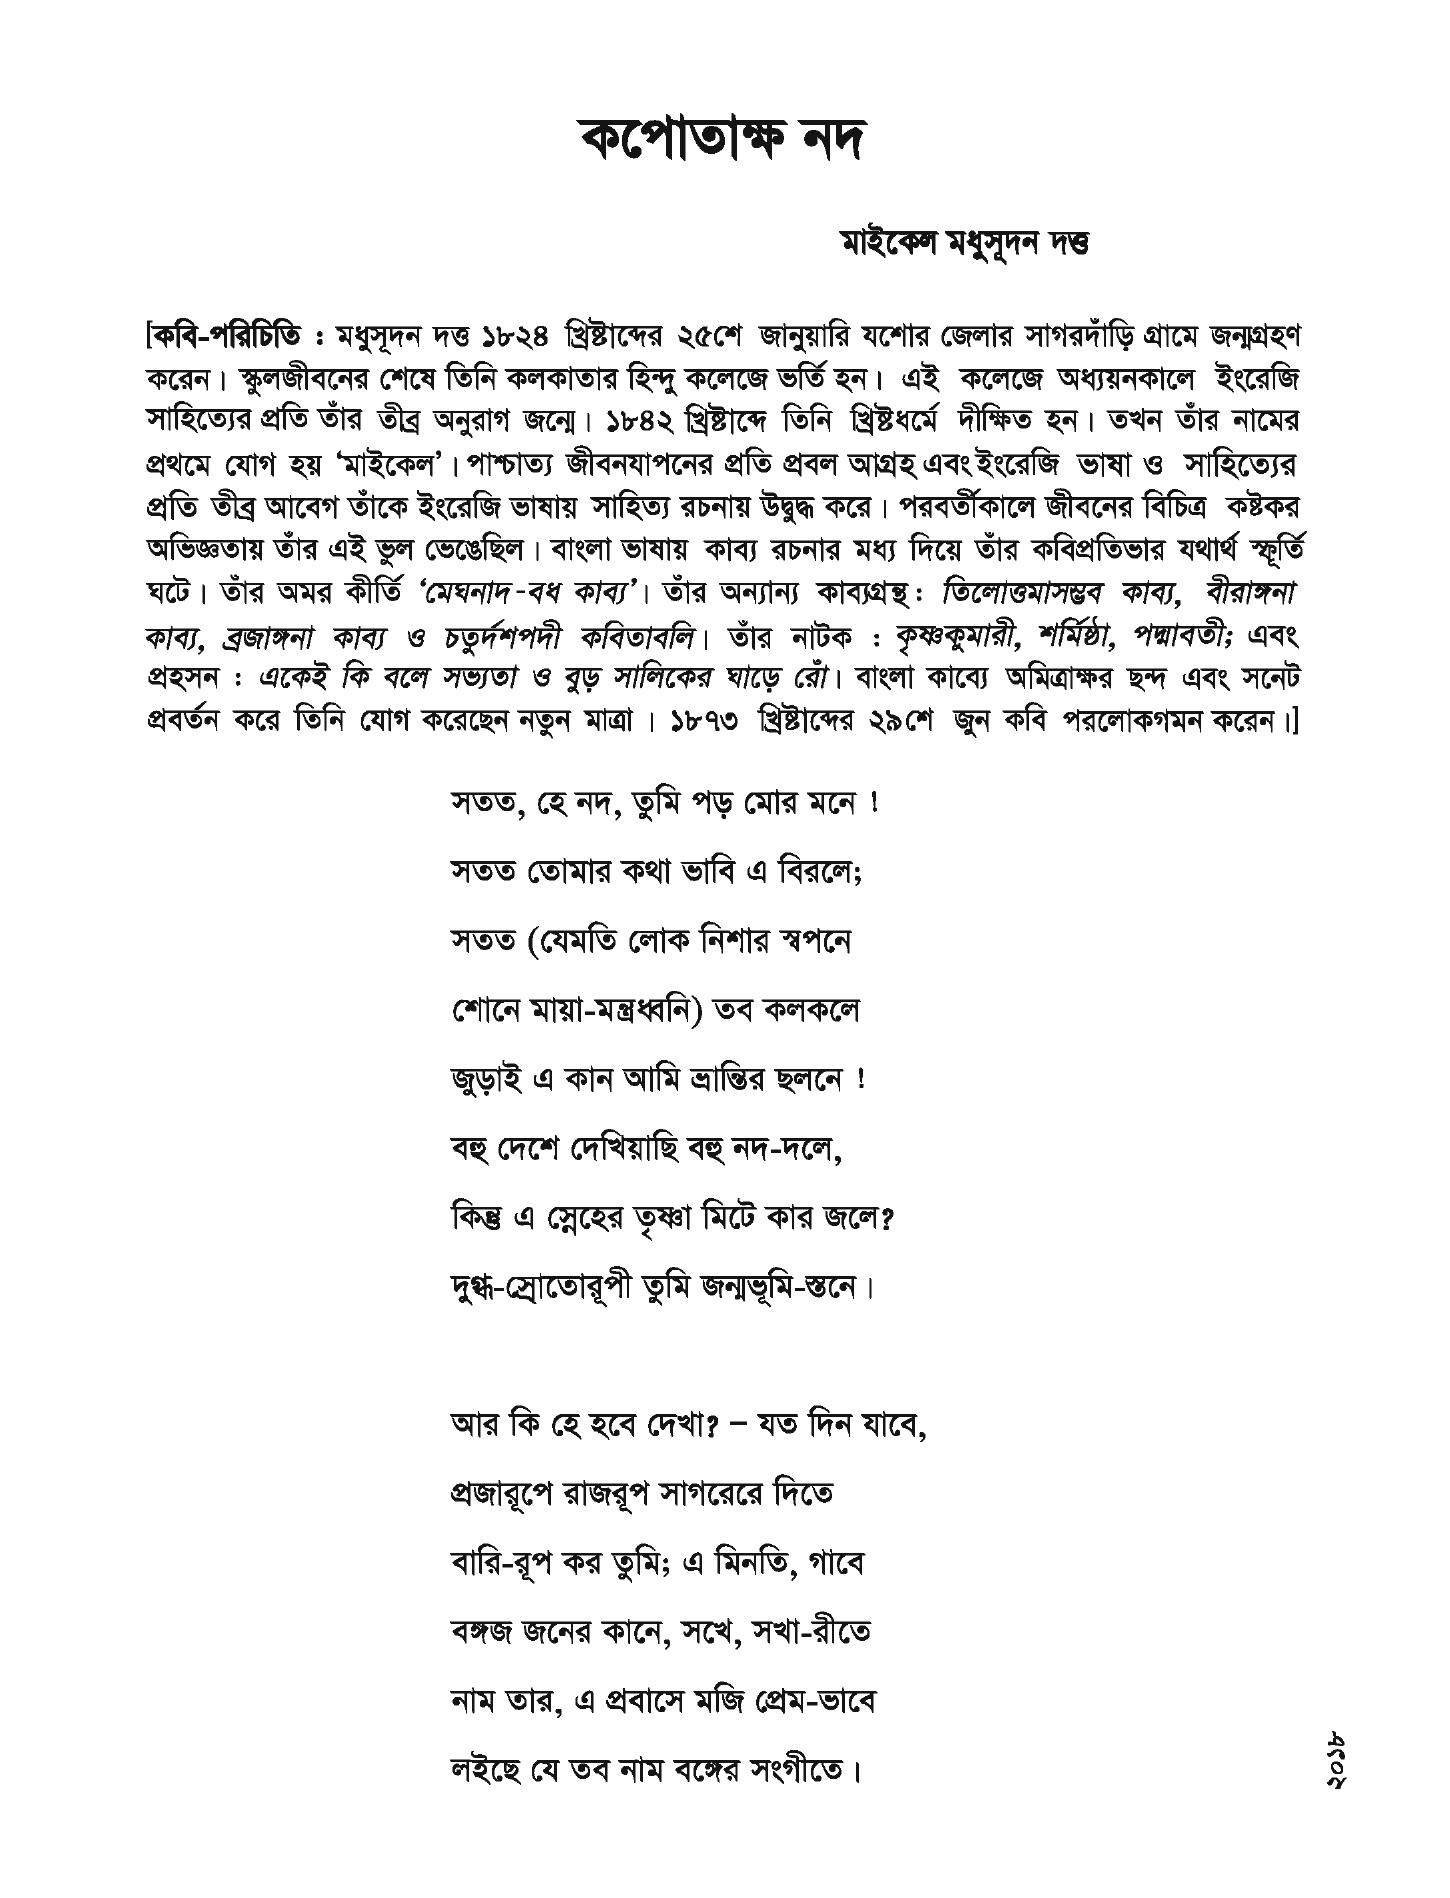 কপোতাক্ষ নদ
মাইকেল মধুসূদন দত্ত
[কবি-পরিচিতি : মধুসূদন দত্ত ১৮২৪ খ্রিষ্টাব্দের ২৫শে জানুয়ারি যশোর জেলার সাগরদাঁড়ি গ্রামে জন্মগ্রহণ
করেন। স্কুলজীবনের শেষে তিনি কলকাতার হিন্দু কলেজে ভর্তি হন। এই কলেজে অধ্যয়নকালে ইংরেজি
সাহিত্যের প্রতি তাঁর তীব্র অনুরাগ জন্মে। ১৮৪২ খ্রিষ্টাব্দে তিনি খ্রিষ্টধর্মে দীক্ষিত হন। তখন তাঁর নামের
প্রথমে যোগ হয় ‘মাইকেল’। পাশ্চাত্য জীবনযাপনের প্রতি প্রবল আগ্রহ এবং ইংরেজি ভাষা ও সাহিত্যের
প্রতি তীব্র আবেগ তাঁকে ইংরেজি ভাষায় সাহিত্য রচনায় উদ্বুদ্ধ করে। পরবর্তীকালে জীবনের বিচিত্র কষ্টকর
অভিজ্ঞতায় তাঁর এই ভুল ভেঙেছিল। বাংলা ভাষায় কাব্য রচনার মধ্য দিয়ে তাঁর কবিপ্রতিভার যথার্থ স্ফূর্তি
ঘটে। তাঁর অমর কীর্তি ‘মেঘনাদ-বধ কাব্য’। তাঁর অন্যান্য কাব্যগ্রন্থ : তিলোত্তমাসম্ভব কাব্য, বীরাঙ্গনা
কাব্য, ব্রজাঙ্গনা কাব্য ও চতুর্দশপদী কবিতাবলি। তাঁর নাটক : কৃষ্ণকুমারী, শর্মিষ্ঠা, পদ্মাবতী; এবং
প্রহসন : একেই কি বলে সভ্যতা ও বুড় সালিকের ঘাড়ে রোঁ। বাংলা কাব্যে অমিত্রাক্ষর ছন্দ এবং সনেট
প্রবর্তন করে তিনি যোগ করেছেন নতুন মাত্রা । ১৮৭৩ খ্রিষ্টাব্দের ২৯শে জুন কবি পরলোকগমন করেন।]
সতত, হে নদ, তুমি পড় মোর মনে !
সতত তোমার কথা ভাবি এ বিরলে;
সতত (যেমতি লোক নিশার স্বপনে
শোনে মায়া-মন্ত্রধ্বনি) তব কলকলে
জুড়াই এ কান আমি ভ্রান্তির ছলনে !
বহু দেশে দেখিয়াছি বহু নদ-দলে,
কিন্তু এ স্নেহের তৃষ্ণা মিটে কার জলে?
দুগ্ধ-স্রোতোরূপী তুমি জন্মভূমি-স্তনে।
আর কি হে হবে দেখা? – যত দিন যাবে,
প্রজারূপে রাজরূপ সাগরেরে দিতে
বারি-রূপ কর তুমি; এ মিনতি, গাবে
বঙ্গজ জনের কানে, সখে, সখা-রীতে
নাম তার, এ প্রবাসে মজি প্রেম-ভাবে
লইছে যে তব নাম বঙ্গের সংগীতে।
২০১৮